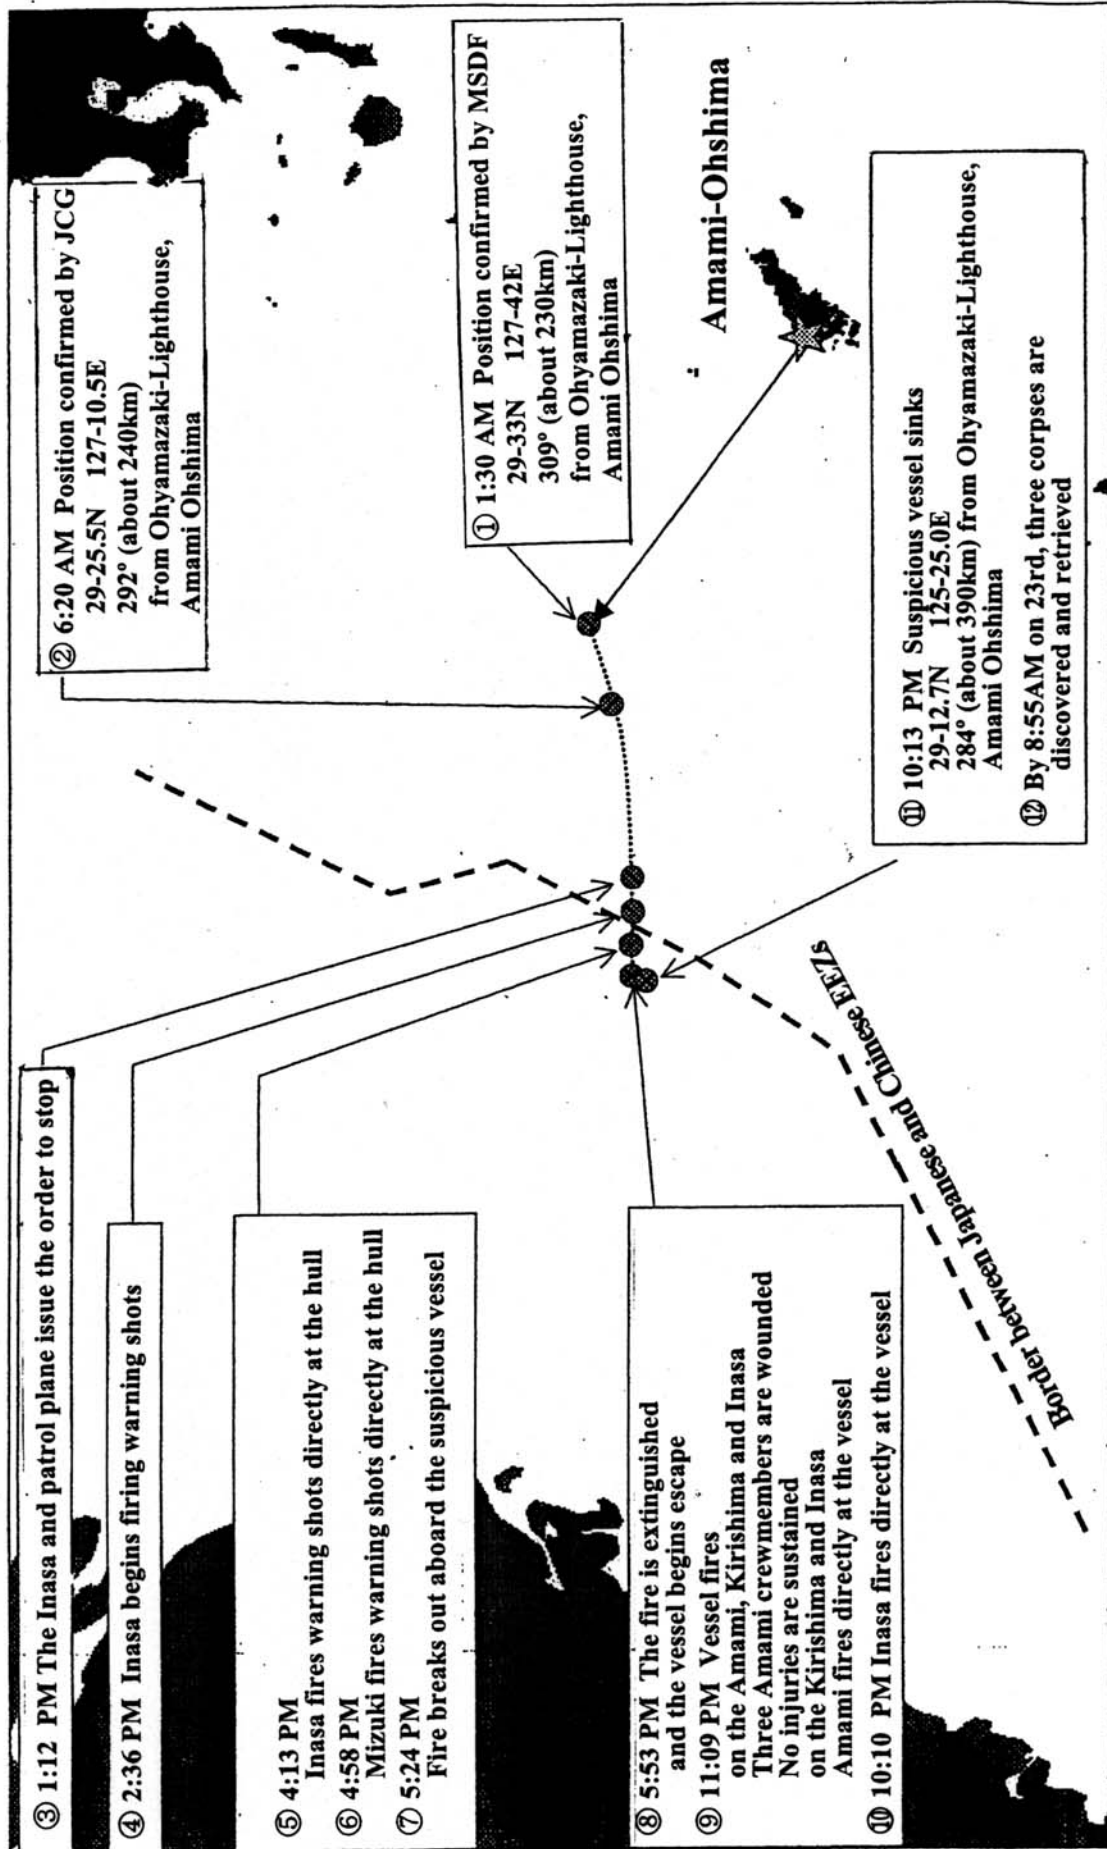 ③ 1:12 PM The Inasa and patrol plane issue the order to stop
④ 2:36 PM Inasa begins firing warning shots
⑤ 4:13 PM
Inasa fires warning shots directly at the hull
⑥ 4:58 PM
Mizuki fires warning shots directly at the hull
⑦ 5:24 PM
Fire breaks out aboard the suspicious vessel
⑧ 5:53 PM The fire is extinguished
and the vessel begins escape
⑨ 11:09 PM Vessel fires
on the Amami, Kirishima and Inasa
Three Amami crewmembers are wounded
No injuries are sustained
on the Kirishima and Inasa
Amami fires directly at the vessel
⑩ 10:10 PM Inasa fires directly at the vessel
Border between Japanese and Chinese EEZs
② 6:20 AM Position confirmed by JCG
29-25.5N 127-10.5E
292° (about 240km)
from Ohyamazaki-Lighthouse,
Amami Ohshima
① 1:30 AM Position confirmed by MSDF
29-33N 127-42E
309° (about 230km)
from Ohyamazaki-Lighthouse,
Amami Ohshima
Amami-Ohshima
⑪ 10:13 PM Suspicious vessel sinks
29-12.7N 125-25.0E
284° (about 390km) from Ohyamazaki-Lighthouse,
Amami Ohshima
⑫ By 8:55AM on 23rd, three corpses are
discovered and retrieved